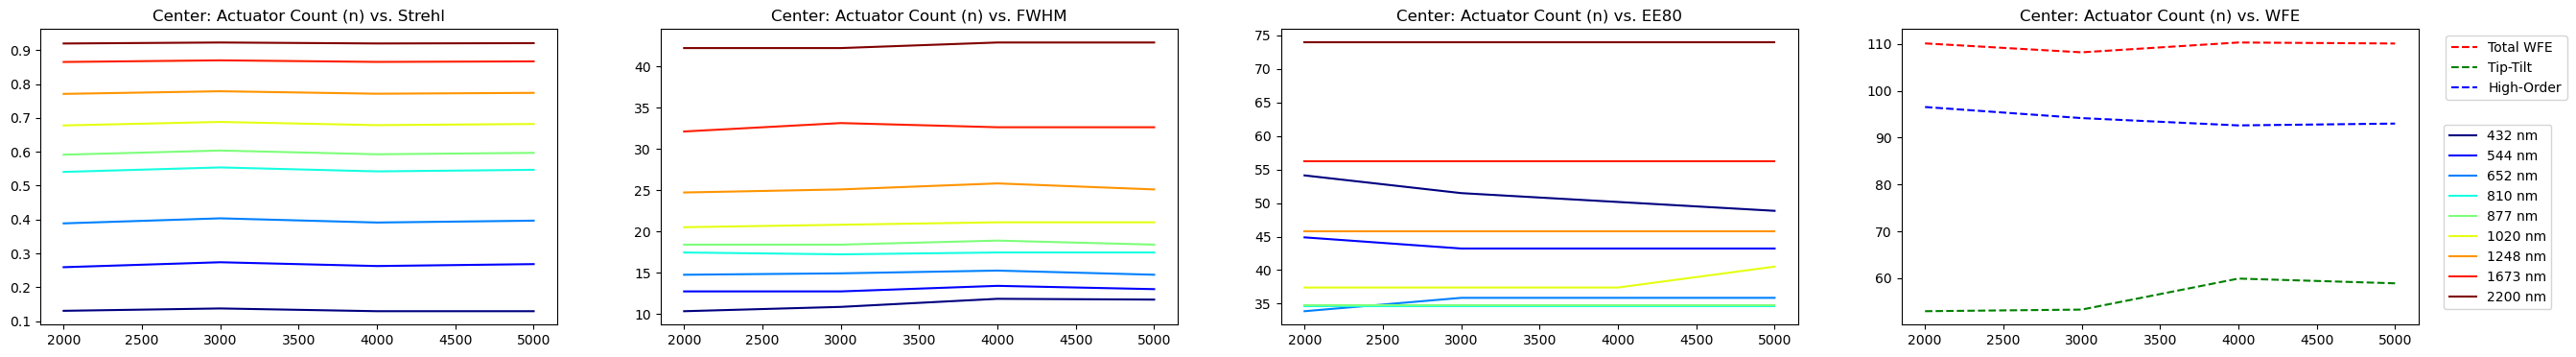 Center: Actuator Count (n) vs. Strehl
0.9
0.8
0.7
0.6
0.5
0.4
0.3
0.2
0.1
2000 2500 3000 3500 4000 4500 5000
Center: Actuator Count (n) vs. FWHM
40
35
30
25
20
15
10
2000 2500 3000 3500 4000 4500 5000
Center: Actuator Count (n) vs. EE80
75
70
65
60
55
50
45
40
35
2000 2500 3000 3500 4000 4500 5000
Center: Actuator Count (n) vs. WFE
110
100
90
80
70
60
2000 2500 3000 3500 4000 4500 5000
Total WFE
Tip-Tilt
High-Order
432 nm
544 nm
652 nm
810 nm
877 nm
1020 nm
1248 nm
1673 nm
2200 nm